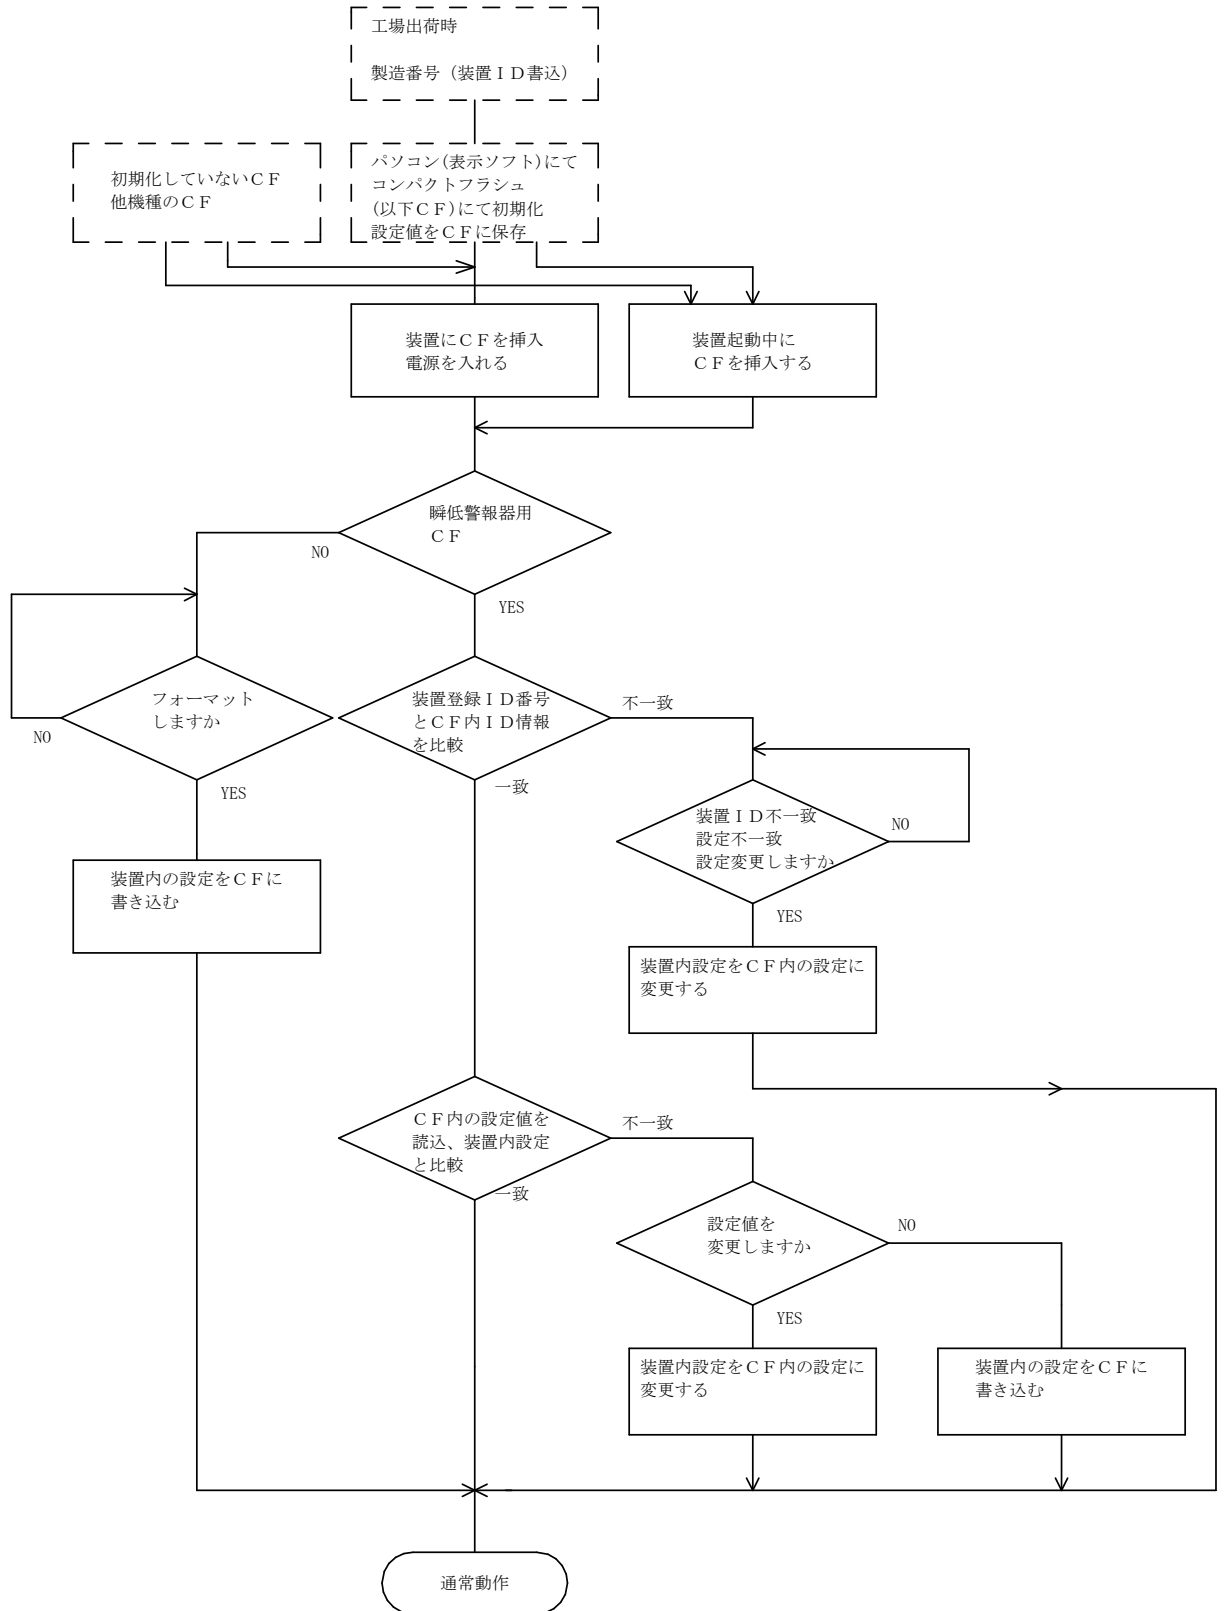 工場出荷時
製造番号（装置ＩＤ書込）
初期化していないＣＦ
他機種のＣＦ
パソコン(表示ソフト)にて
コンパクトフラシュ
(以下ＣＦ)にて初期化
設定値をＣＦに保存
装置にＣＦを挿入
電源を入れる
装置起動中に
ＣＦを挿入する
瞬低警報器用
ＣＦ
NO
YES
フォーマット
しますか
NO
YES
装置登録ＩＤ番号
とＣＦ内ＩＤ情報
を比較
不一致
一致
装置ＩＤ不一致
設定不一致
設定変更しますか
NO
YES
装置内の設定をＣＦに
書き込む
装置内設定をＣＦ内の設定に
変更する
ＣＦ内の設定値を
読込、装置内設定
と比較
不一致
一致
設定値を
変更しますか
NO
YES
装置内設定をＣＦ内の設定に
変更する
装置内の設定をＣＦに
書き込む
通常動作